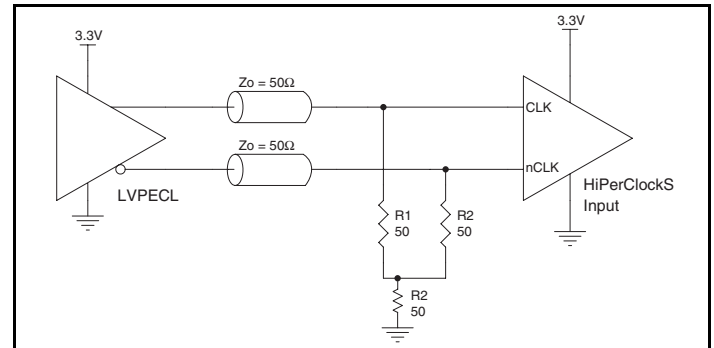 3.3V
3.3V
Zo = 50Ω
CLK
Zo = 50Ω
nCLK
LVPECL
HiPerClockS
Input
R1
50
R2
50
R2
50